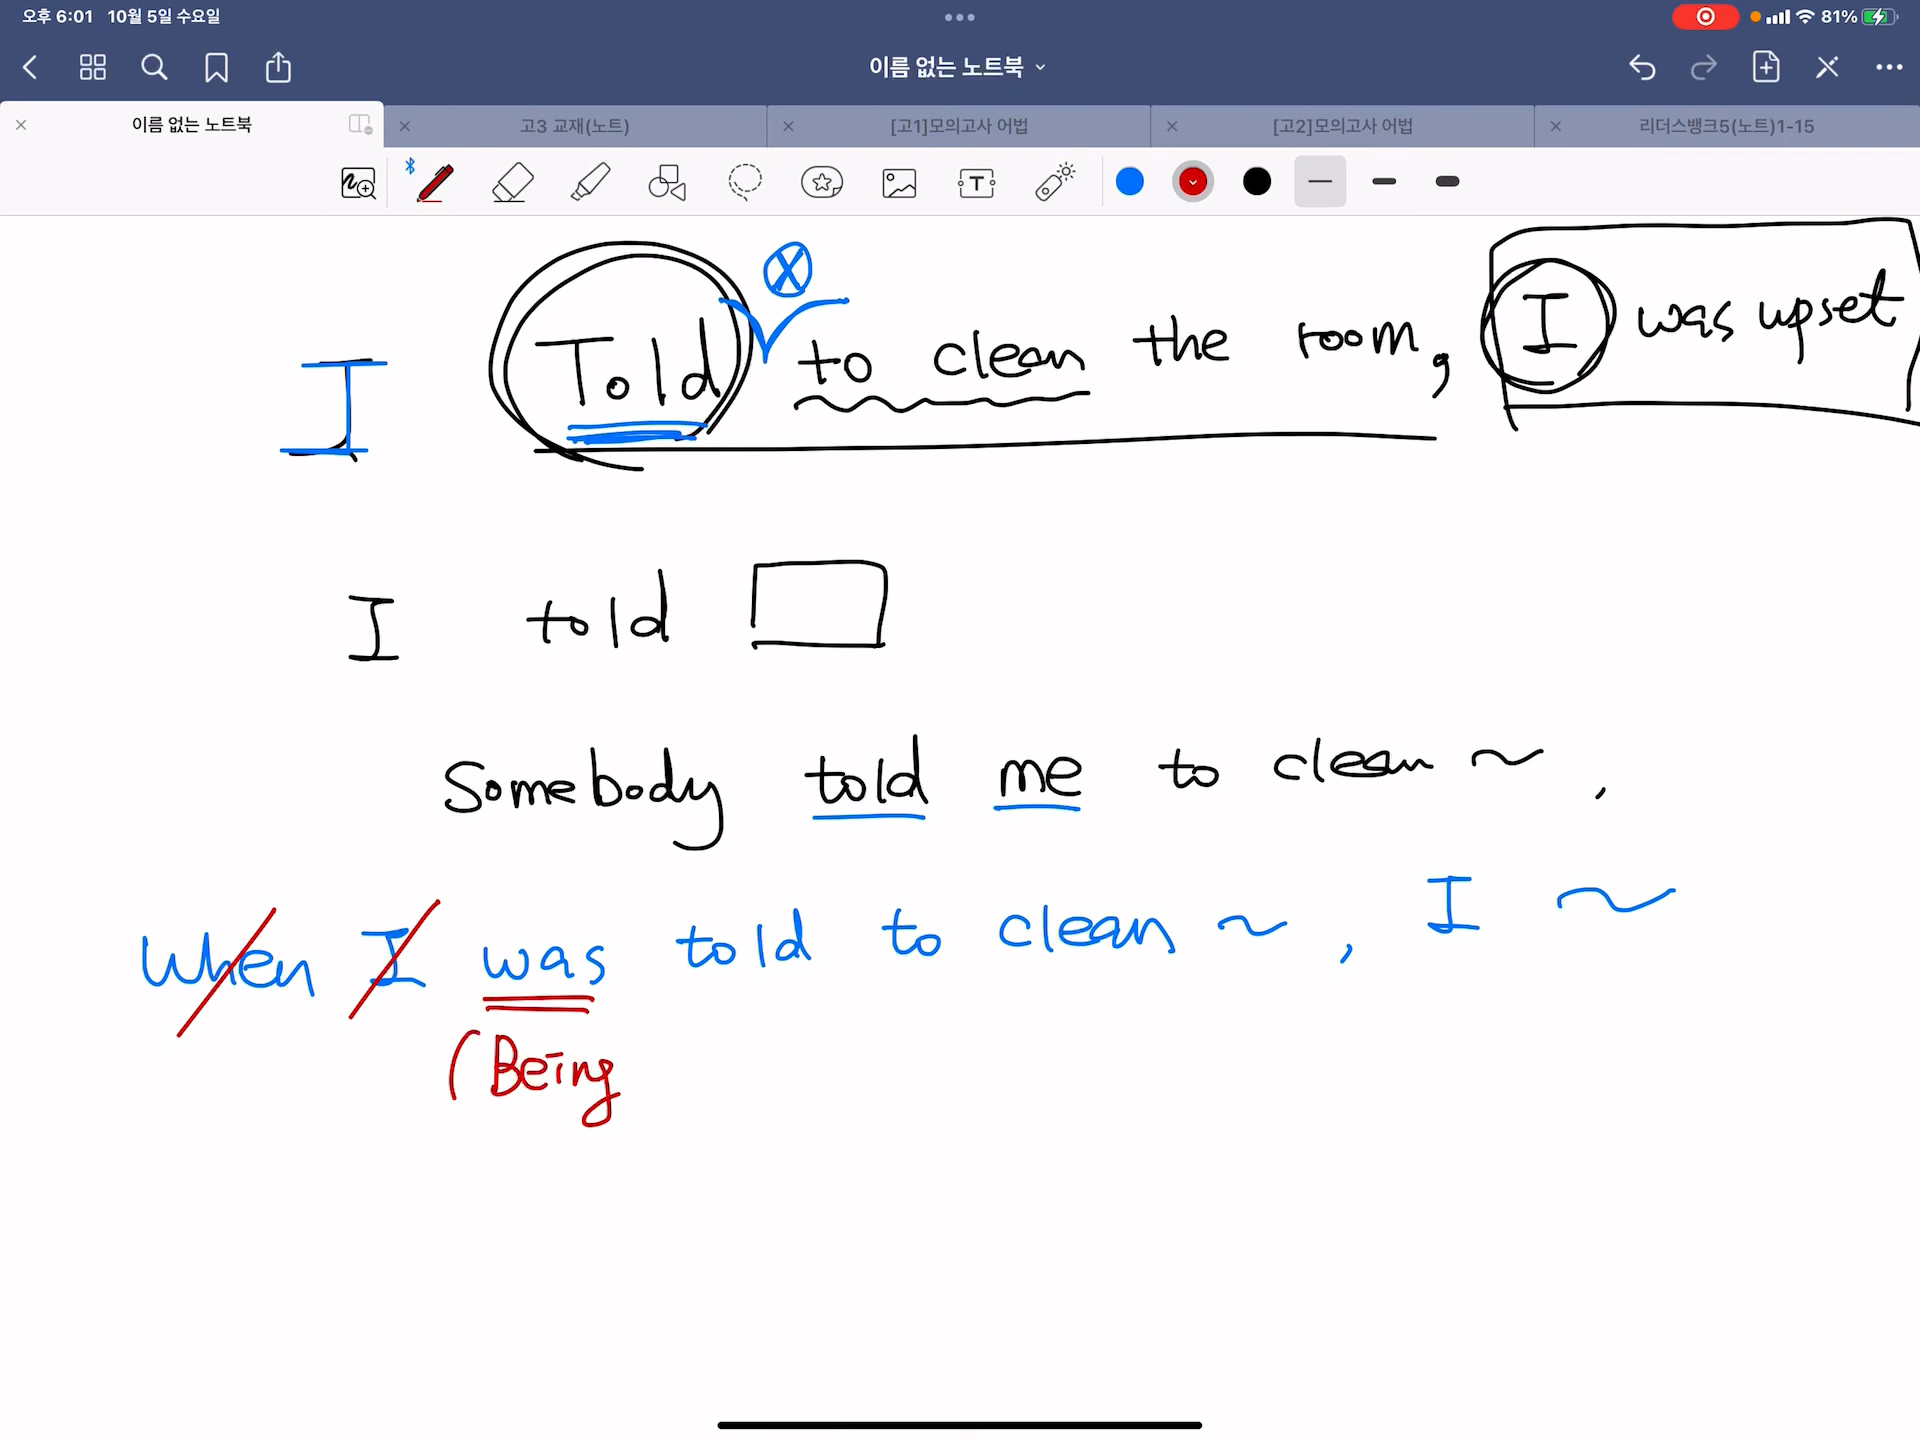 오후 6:01 10월 5일 수요일 81%
이름 없는 노트북
이름 없는 노트북 고3 교재(노트) [고1]모의고사 어법 [고2]모의고사 어법 리더스뱅크5(노트)1-15
T
I Told to clean the room, I was upset
I told
Somebody told me to clean ~ ,
When I was told to clean ~ , I ~
(Being